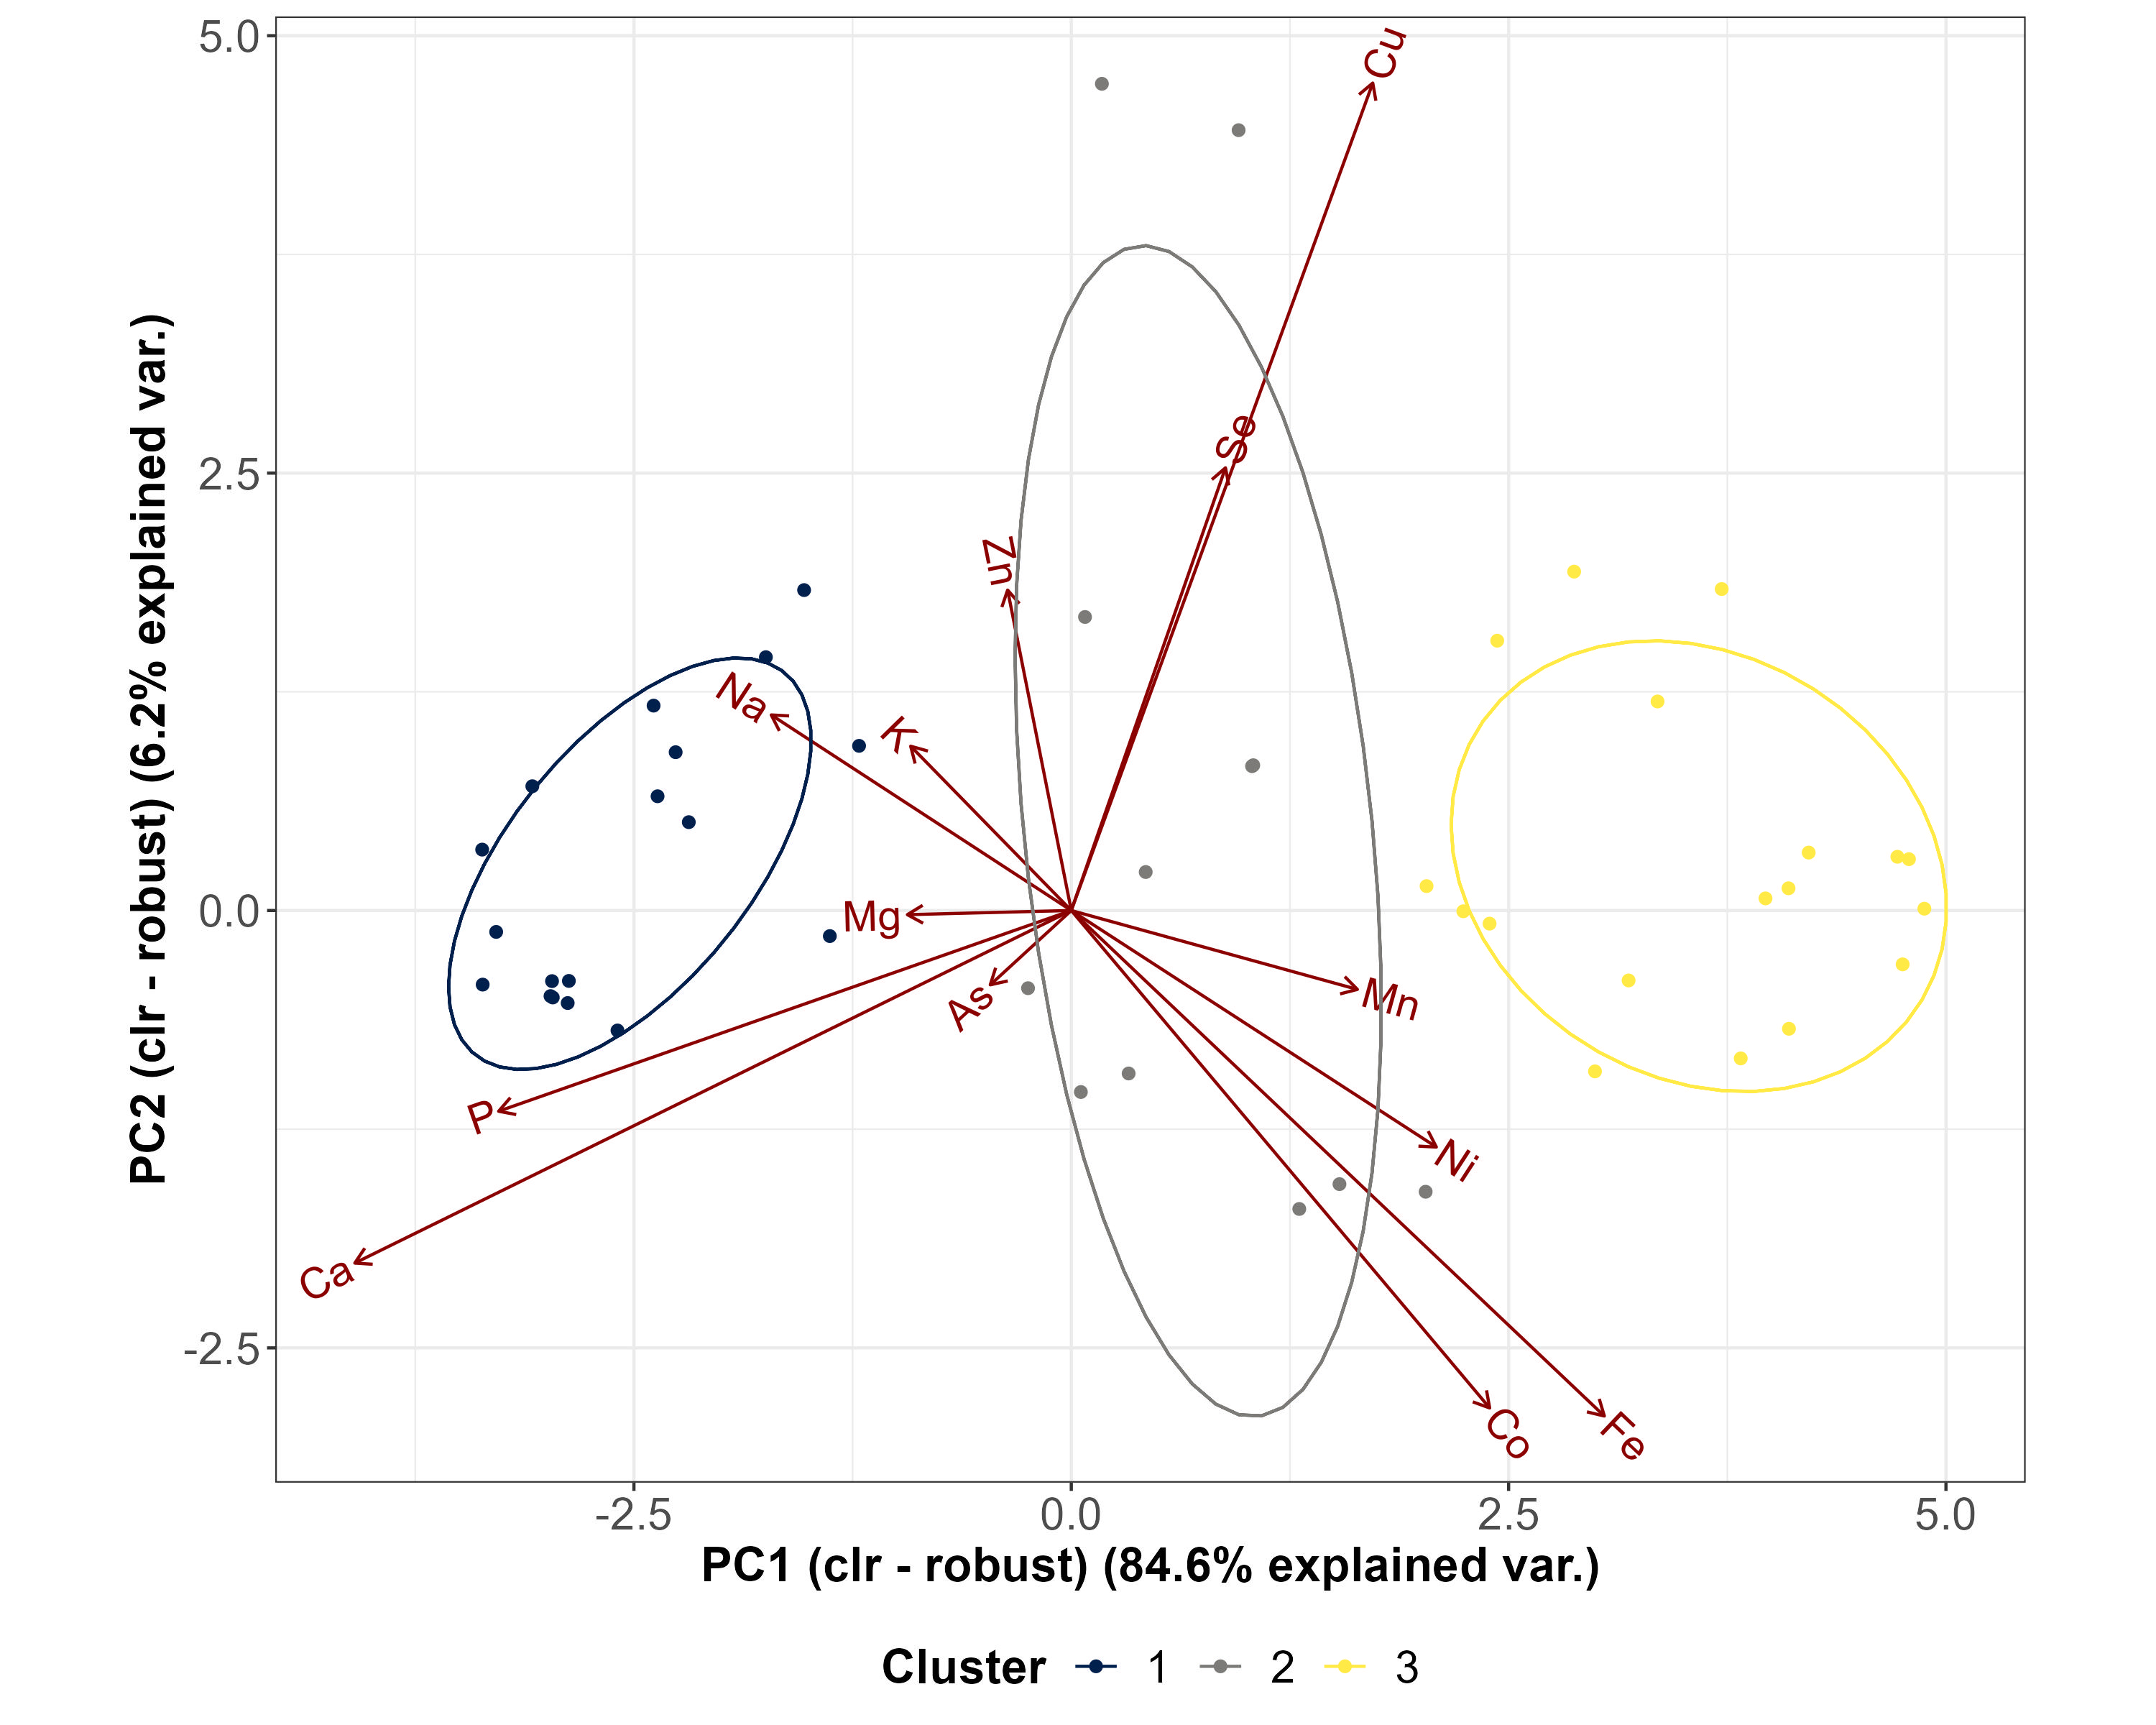 PC2 (clr - robust) (6.2% explained var.)
5.0
2.5
0.0
-2.5
Cu
Se
Zn
Na
K
Mg
As
Mn
P
Ni
Ca
Co
Fe
-2.5
0.0
2.5
5.0
PC1 (clr - robust) (84.6% explained var.)
Cluster 1 2 3